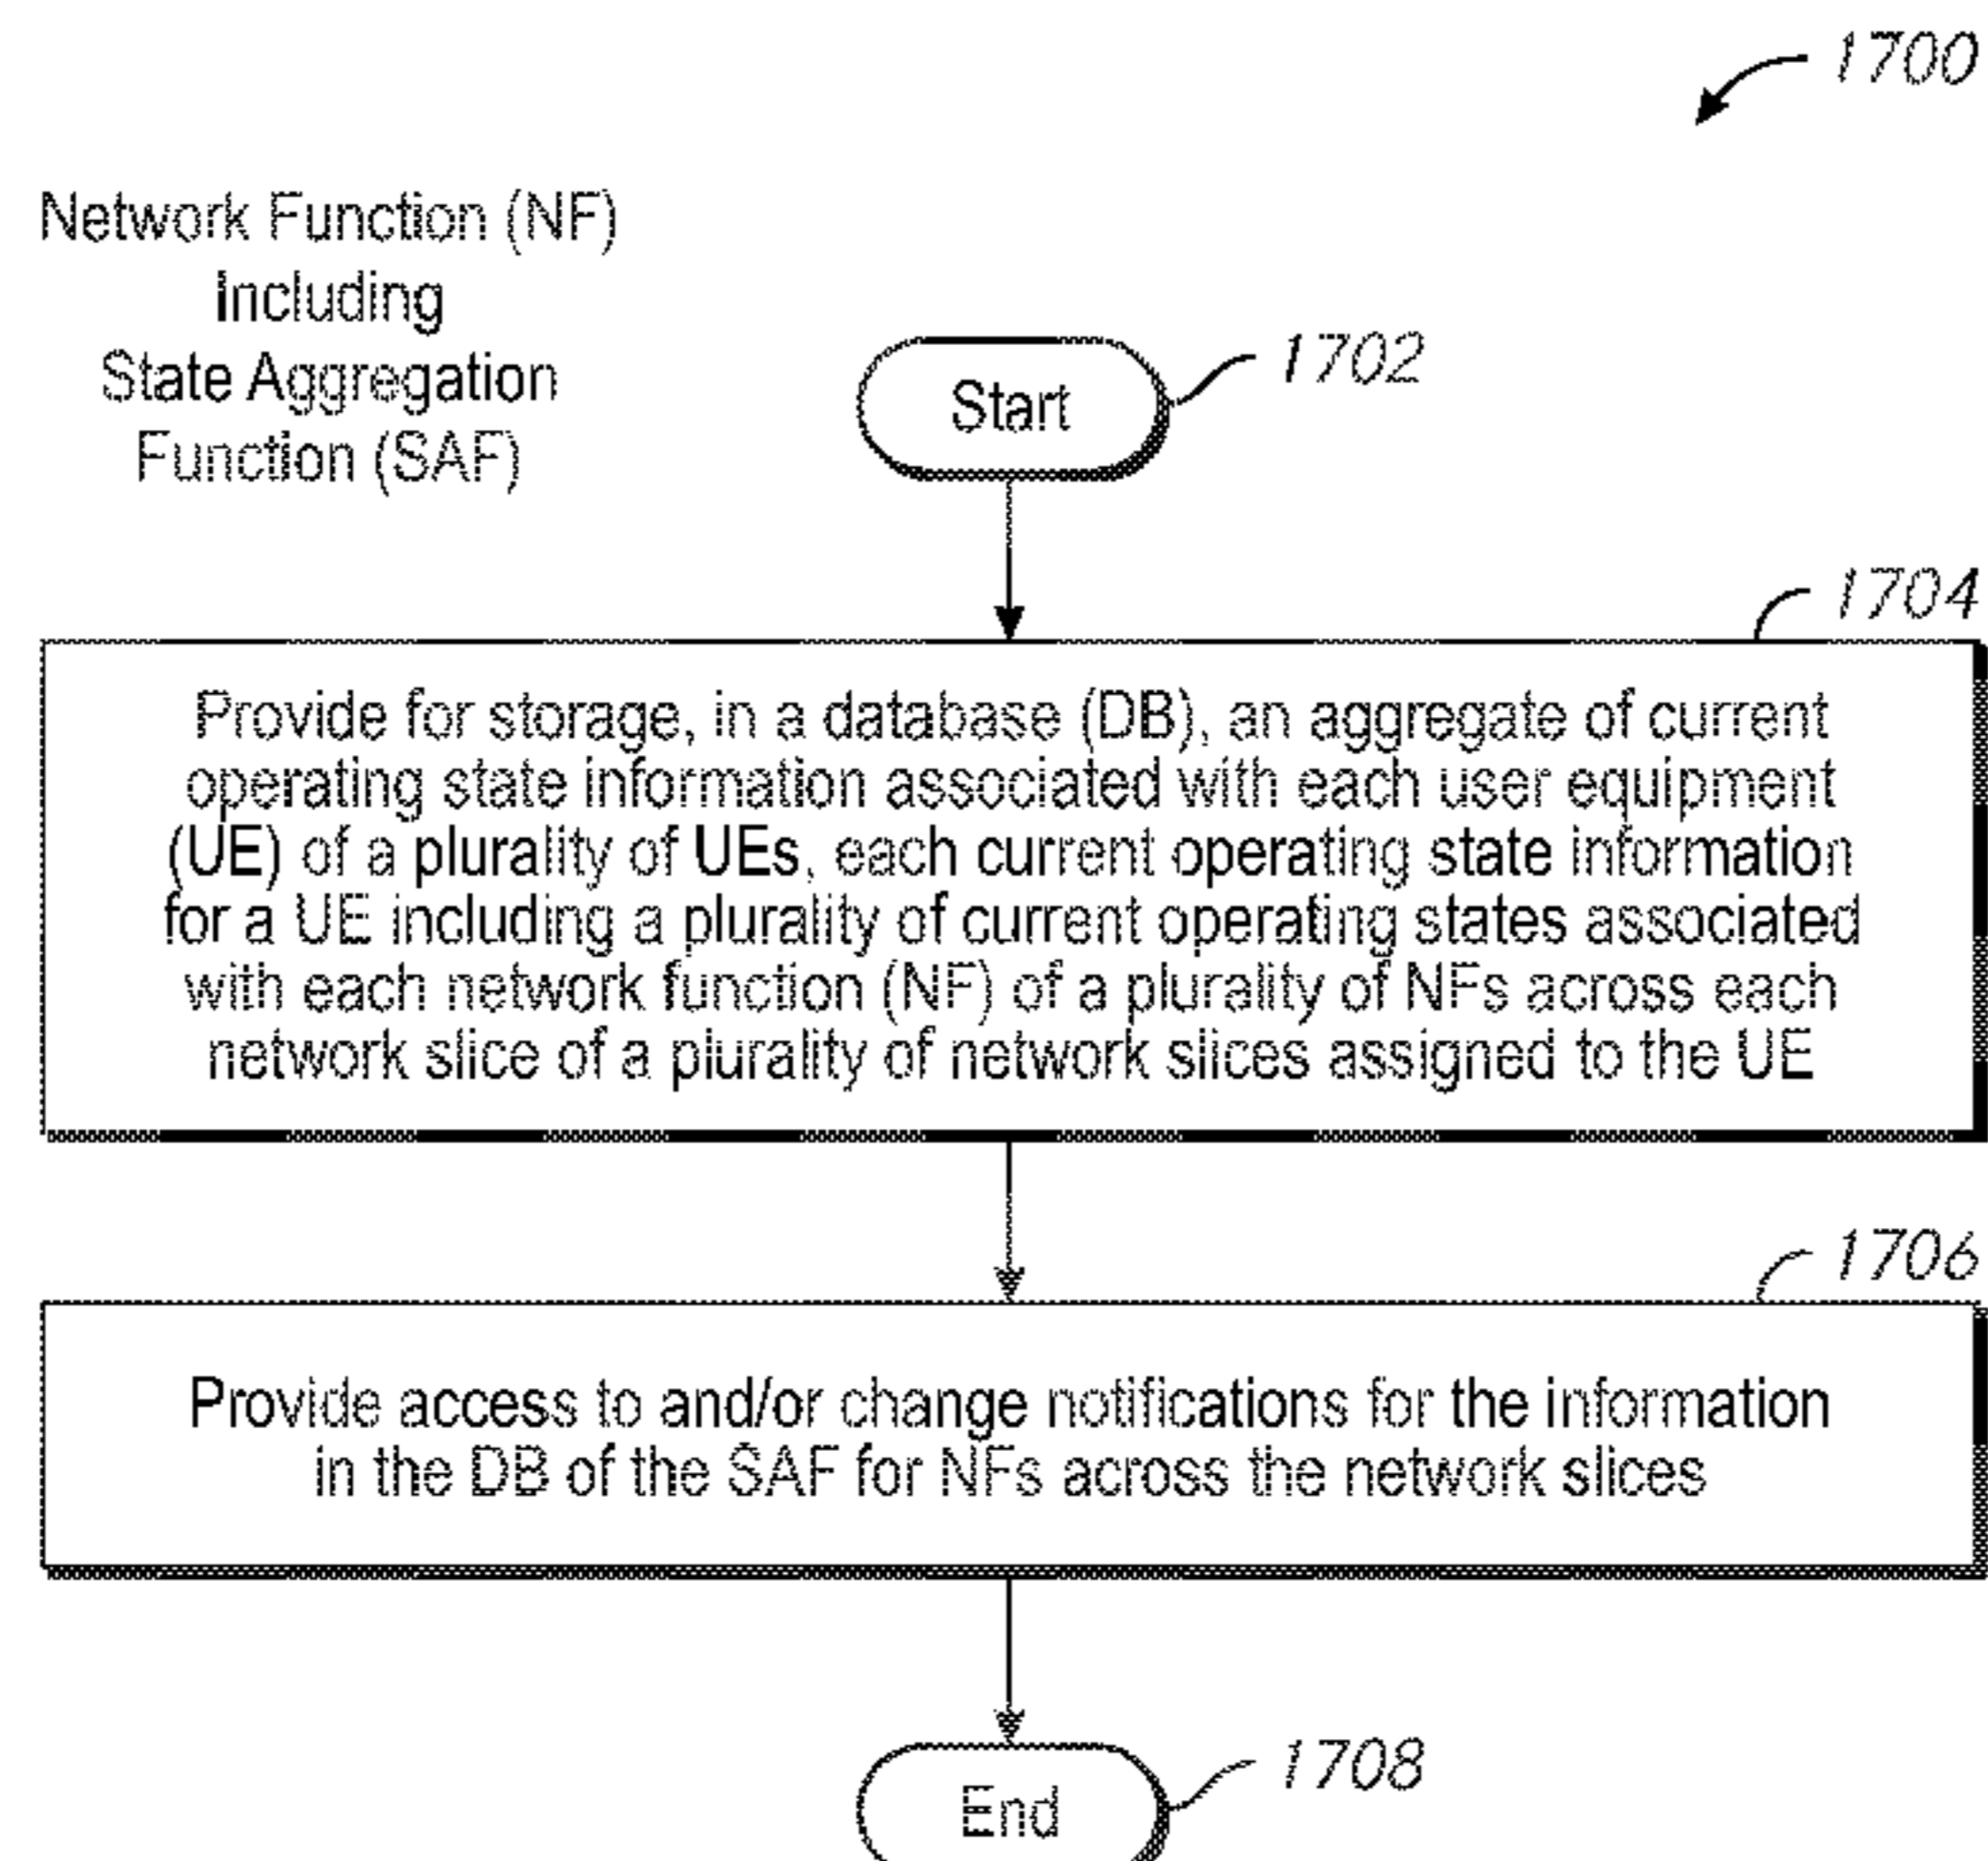 1700
Network Function (NF)
Including
State Aggregation
Function (SAF)
Start
1702
1704
Provide for storage, in a database (DB), an aggregate of current
operating state information associated with each user equipment
(UE) of a plurality of UEs, each current operating state information
for a UE including a plurality of current operating states associated
with each network function (NF) of a plurality of NFs across each
network slice of a plurality of network slices assigned to the UE
1706
Provide access to and/or change notifications for the information
in the DB of the SAF for NFs across the network slices
End
1708